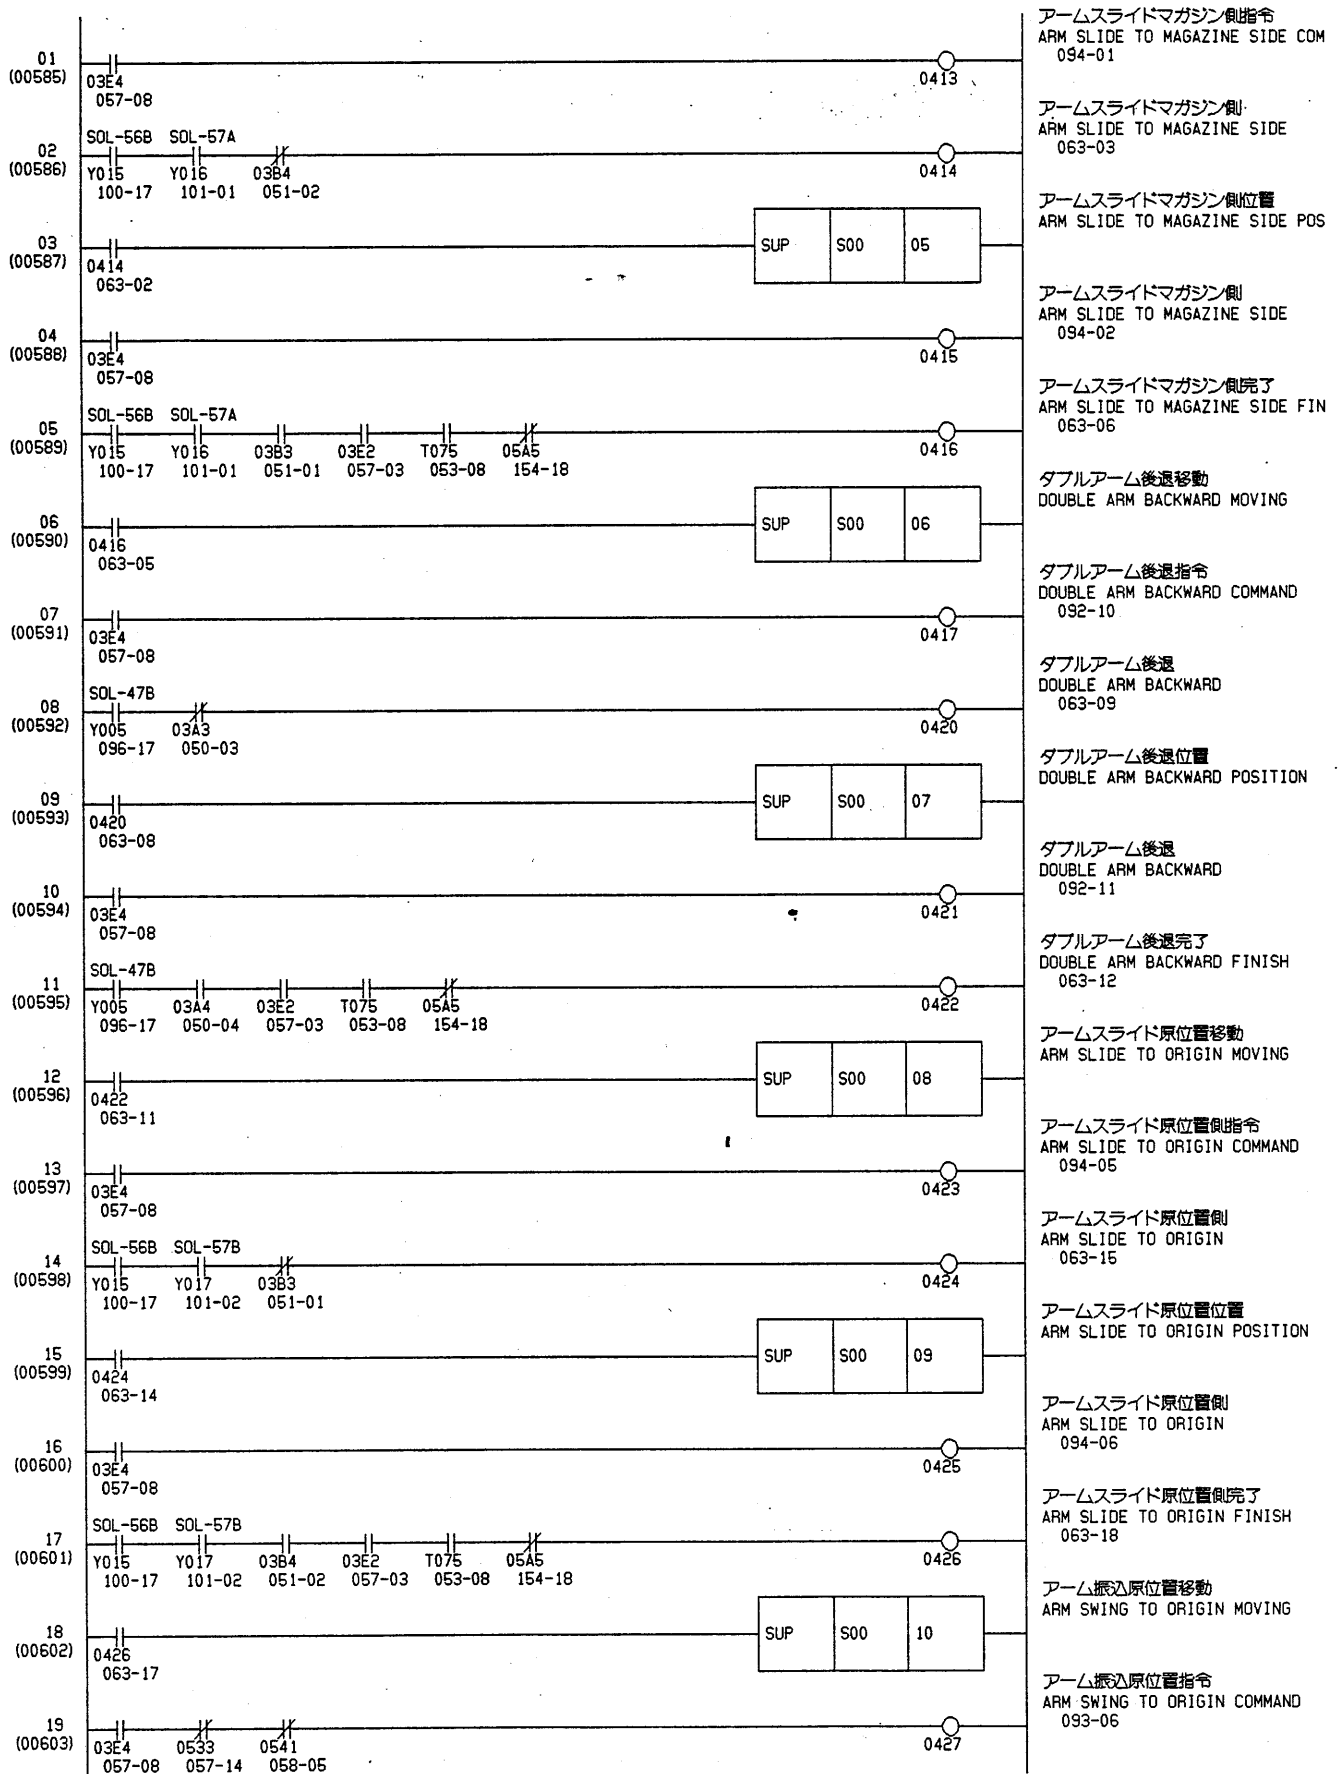 アームスライドマガジン側指令
ARM SLIDE TO MAGAZINE SIDE COM
094-01
01
(00585)
03E4
057-08
0413
アームスライドマガジン側
ARM SLIDE TO MAGAZINE SIDE
063-03
SOL-56B SOL-57A
02
(00586)
Y015 Y016 03B4
100-17 101-01 051-02
0414
アームスライドマガジン側位置
ARM SLIDE TO MAGAZINE SIDE POS
03
(00587)
0414
063-02
SUP S00 05
アームスライドマガジン側
ARM SLIDE TO MAGAZINE SIDE
094-02
04
(00588)
03E4
057-08
0415
アームスライドマガジン側完了
ARM SLIDE TO MAGAZINE SIDE FIN
063-06
SOL-56B SOL-57A
05
(00589)
Y015 Y016 03B3 03E2 T075 05A5
100-17 101-01 051-01 057-03 053-08 154-18
0416
ダブルアーム後退移動
DOUBLE ARM BACKWARD MOVING
06
(00590)
0416
063-05
SUP S00 06
ダブルアーム後退指令
DOUBLE ARM BACKWARD COMMAND
092-10
07
(00591)
03E4
057-08
0417
ダブルアーム後退
DOUBLE ARM BACKWARD
063-09
SOL-47B
08
(00592)
Y005 03A3
096-17 050-03
0420
ダブルアーム後退位置
DOUBLE ARM BACKWARD POSITION
09
(00593)
0420
063-08
SUP S00 07
ダブルアーム後退
DOUBLE ARM BACKWARD
092-11
10
(00594)
03E4
057-08
0421
ダブルアーム後退完了
DOUBLE ARM BACKWARD FINISH
063-12
SOL-47B
11
(00595)
Y005 03A4 03E2 T075 05A5
096-17 050-04 057-03 053-08 154-18
0422
アームスライド原位置移動
ARM SLIDE TO ORIGIN MOVING
12
(00596)
0422
063-11
SUP S00 08
アームスライド原位置側指令
ARM SLIDE TO ORIGIN COMMAND
094-05
13
(00597)
03E4
057-08
0423
アームスライド原位置側
ARM SLIDE TO ORIGIN
063-15
SOL-56B SOL-57B
14
(00598)
Y015 Y017 03B3
100-17 101-02 051-01
0424
アームスライド原位置位置
ARM SLIDE TO ORIGIN POSITION
15
(00599)
0424
063-14
SUP S00 09
アームスライド原位置側
ARM SLIDE TO ORIGIN
094-06
16
(00600)
03E4
057-08
0425
アームスライド原位置側完了
ARM SLIDE TO ORIGIN FINISH
063-18
SOL-56B SOL-57B
17
(00601)
Y015 Y017 03B4 03E2 T075 05A5
100-17 101-02 051-02 057-03 053-08 154-18
0426
アーム振込原位置移動
ARM SWING TO ORIGIN MOVING
18
(00602)
0426
063-17
SUP S00 10
アーム振込原位置指令
ARM SWING TO ORIGIN COMMAND
093-06
19
(00603)
03E4 0533 0541
057-08 057-14 058-05
0427